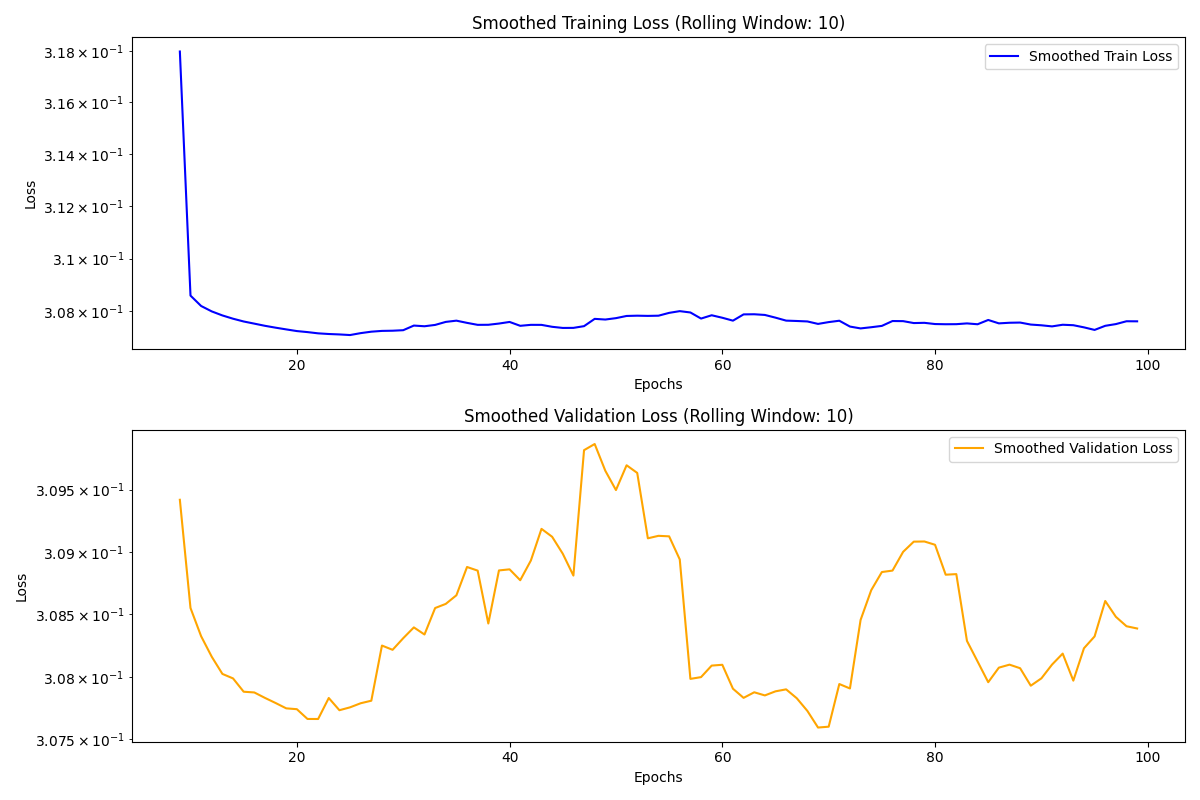 Smoothed Training Loss (Rolling Window: 10)
3.18 × 10⁻¹
3.16 × 10⁻¹
3.14 × 10⁻¹
3.12 × 10⁻¹
3.1 × 10⁻¹
3.08 × 10⁻¹
Loss
Smoothed Train Loss
20 40 60 80 100
Epochs
Smoothed Validation Loss (Rolling Window: 10)
3.095 × 10⁻¹
3.09 × 10⁻¹
3.085 × 10⁻¹
3.08 × 10⁻¹
3.075 × 10⁻¹
Loss
Smoothed Validation Loss
20 40 60 80 100
Epochs